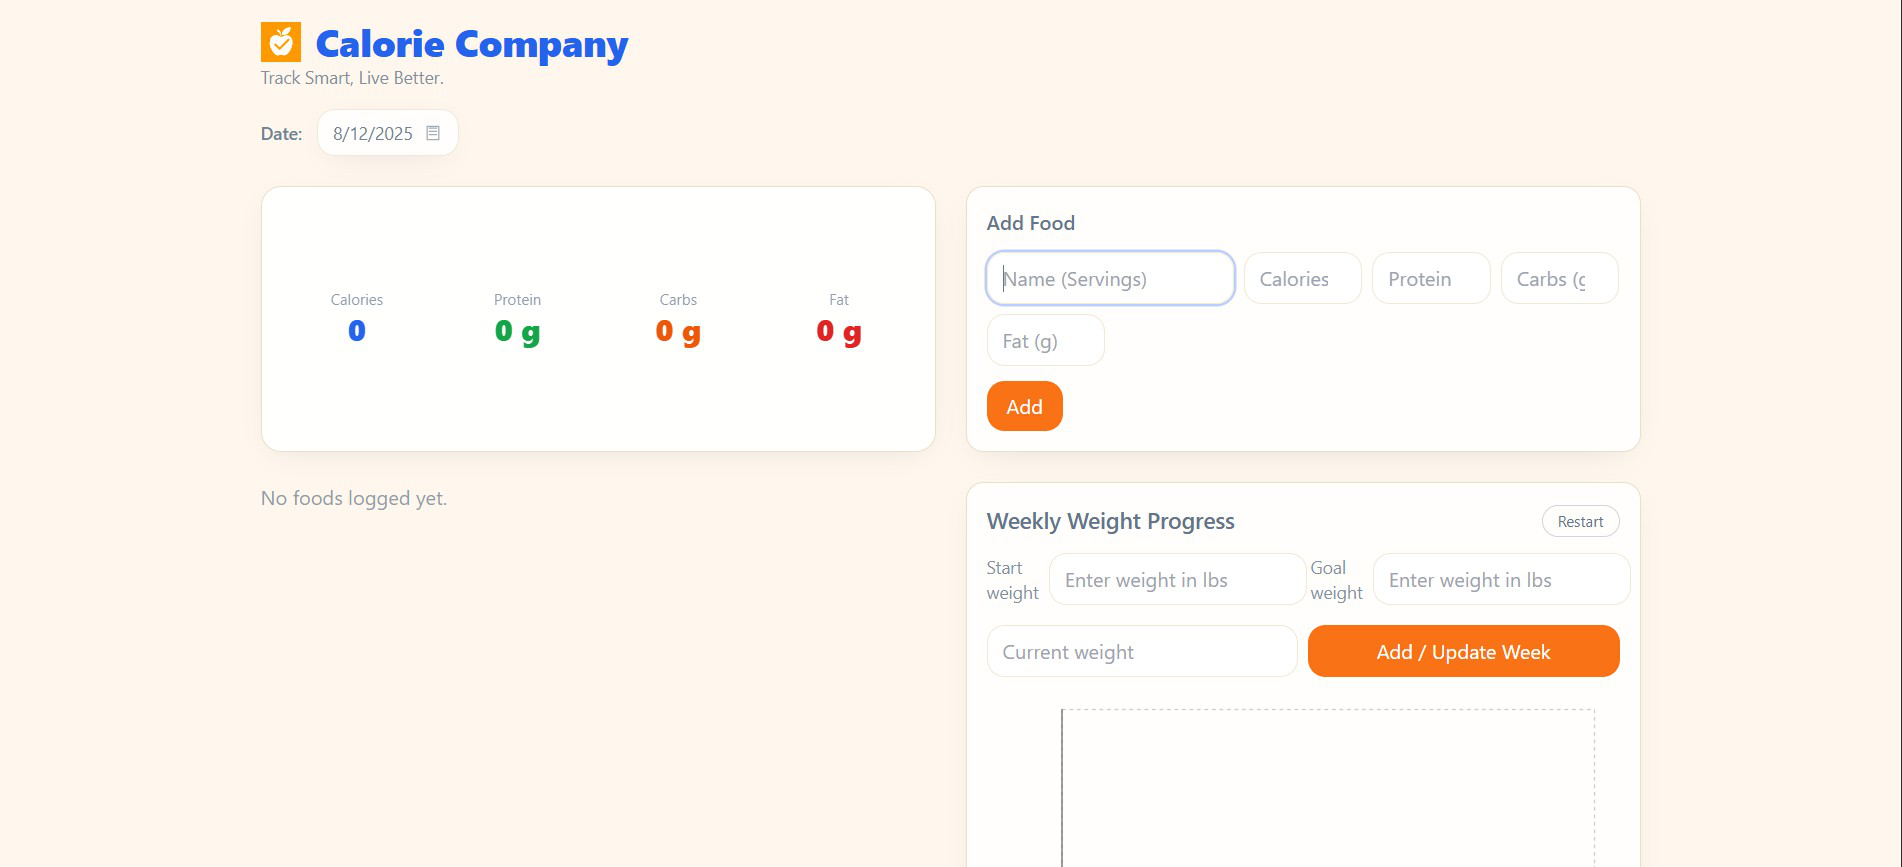 Calorie Company
Track Smart, Live Better.
Date: 8/12/2025
Calories
0
Protein
0 g
Carbs
0 g
Fat
0 g
No foods logged yet.
Add Food
Name (Servings)
Calories
Protein
Carbs (g
Fat (g)
Add
Weekly Weight Progress
Restart
Start weight
Enter weight in lbs
Goal weight
Enter weight in lbs
Current weight
Add / Update Week